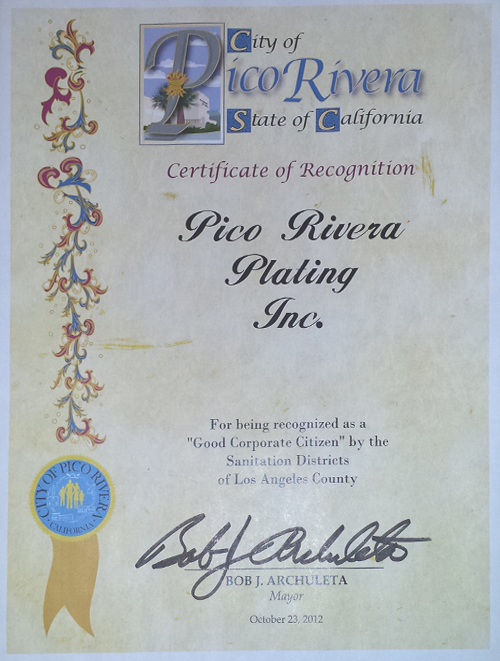 City of
Pico Rivera
State of California
Certificate of Recognition
Pico Rivera
Plating
Inc.
For being recognized as a
"Good Corporate Citizen" by the
Sanitation Districts
of Los Angeles County
CITY OF PICO RIVERA
CALIFORNIA
Bob J. Archuleta
BOB J. ARCHULETA
Mayor
October 23, 2012